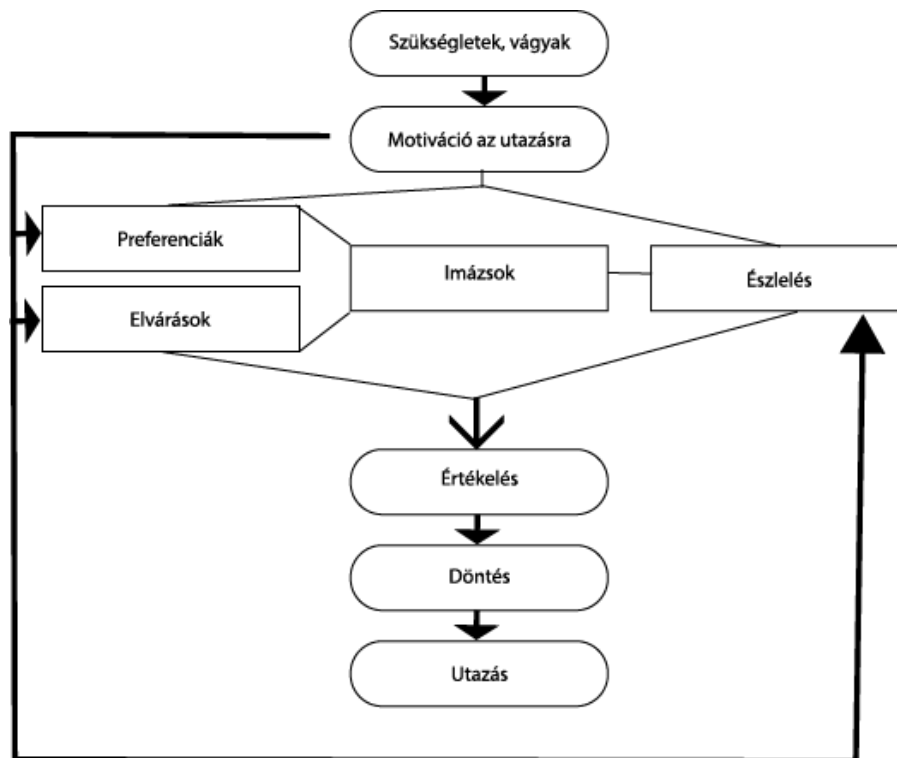 Szükségletek, vágyak
Motiváció az utazásra
Preferenciák
Imázsok
Észlelés
Elvárások
Értékelés
Döntés
Utazás